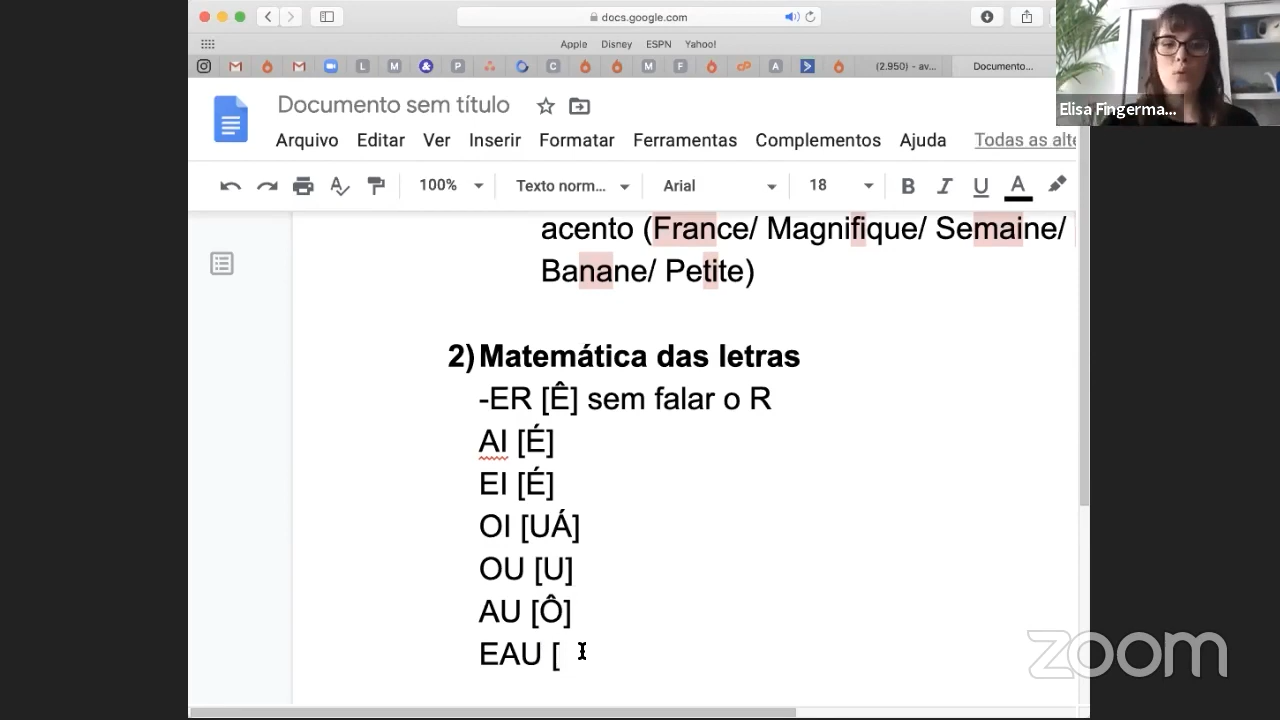 docs.google.com
Apple Disney ESPN Yahoo!
(2.950) - av... Documento...
Elisa Fingerma...
Documento sem título
Arquivo Editar Ver Inserir Formatar Ferramentas Complementos Ajuda Todas as alte
100% Texto norm... Arial 18 B I U A
acento (France/ Magnifique/ Semaine/
Banane/ Petite)
2) Matemática das letras
-ER [Ê] sem falar o R
AI [É]
EI [É]
OI [UÁ]
OU [U]
AU [Ô]
EAU [
zoom